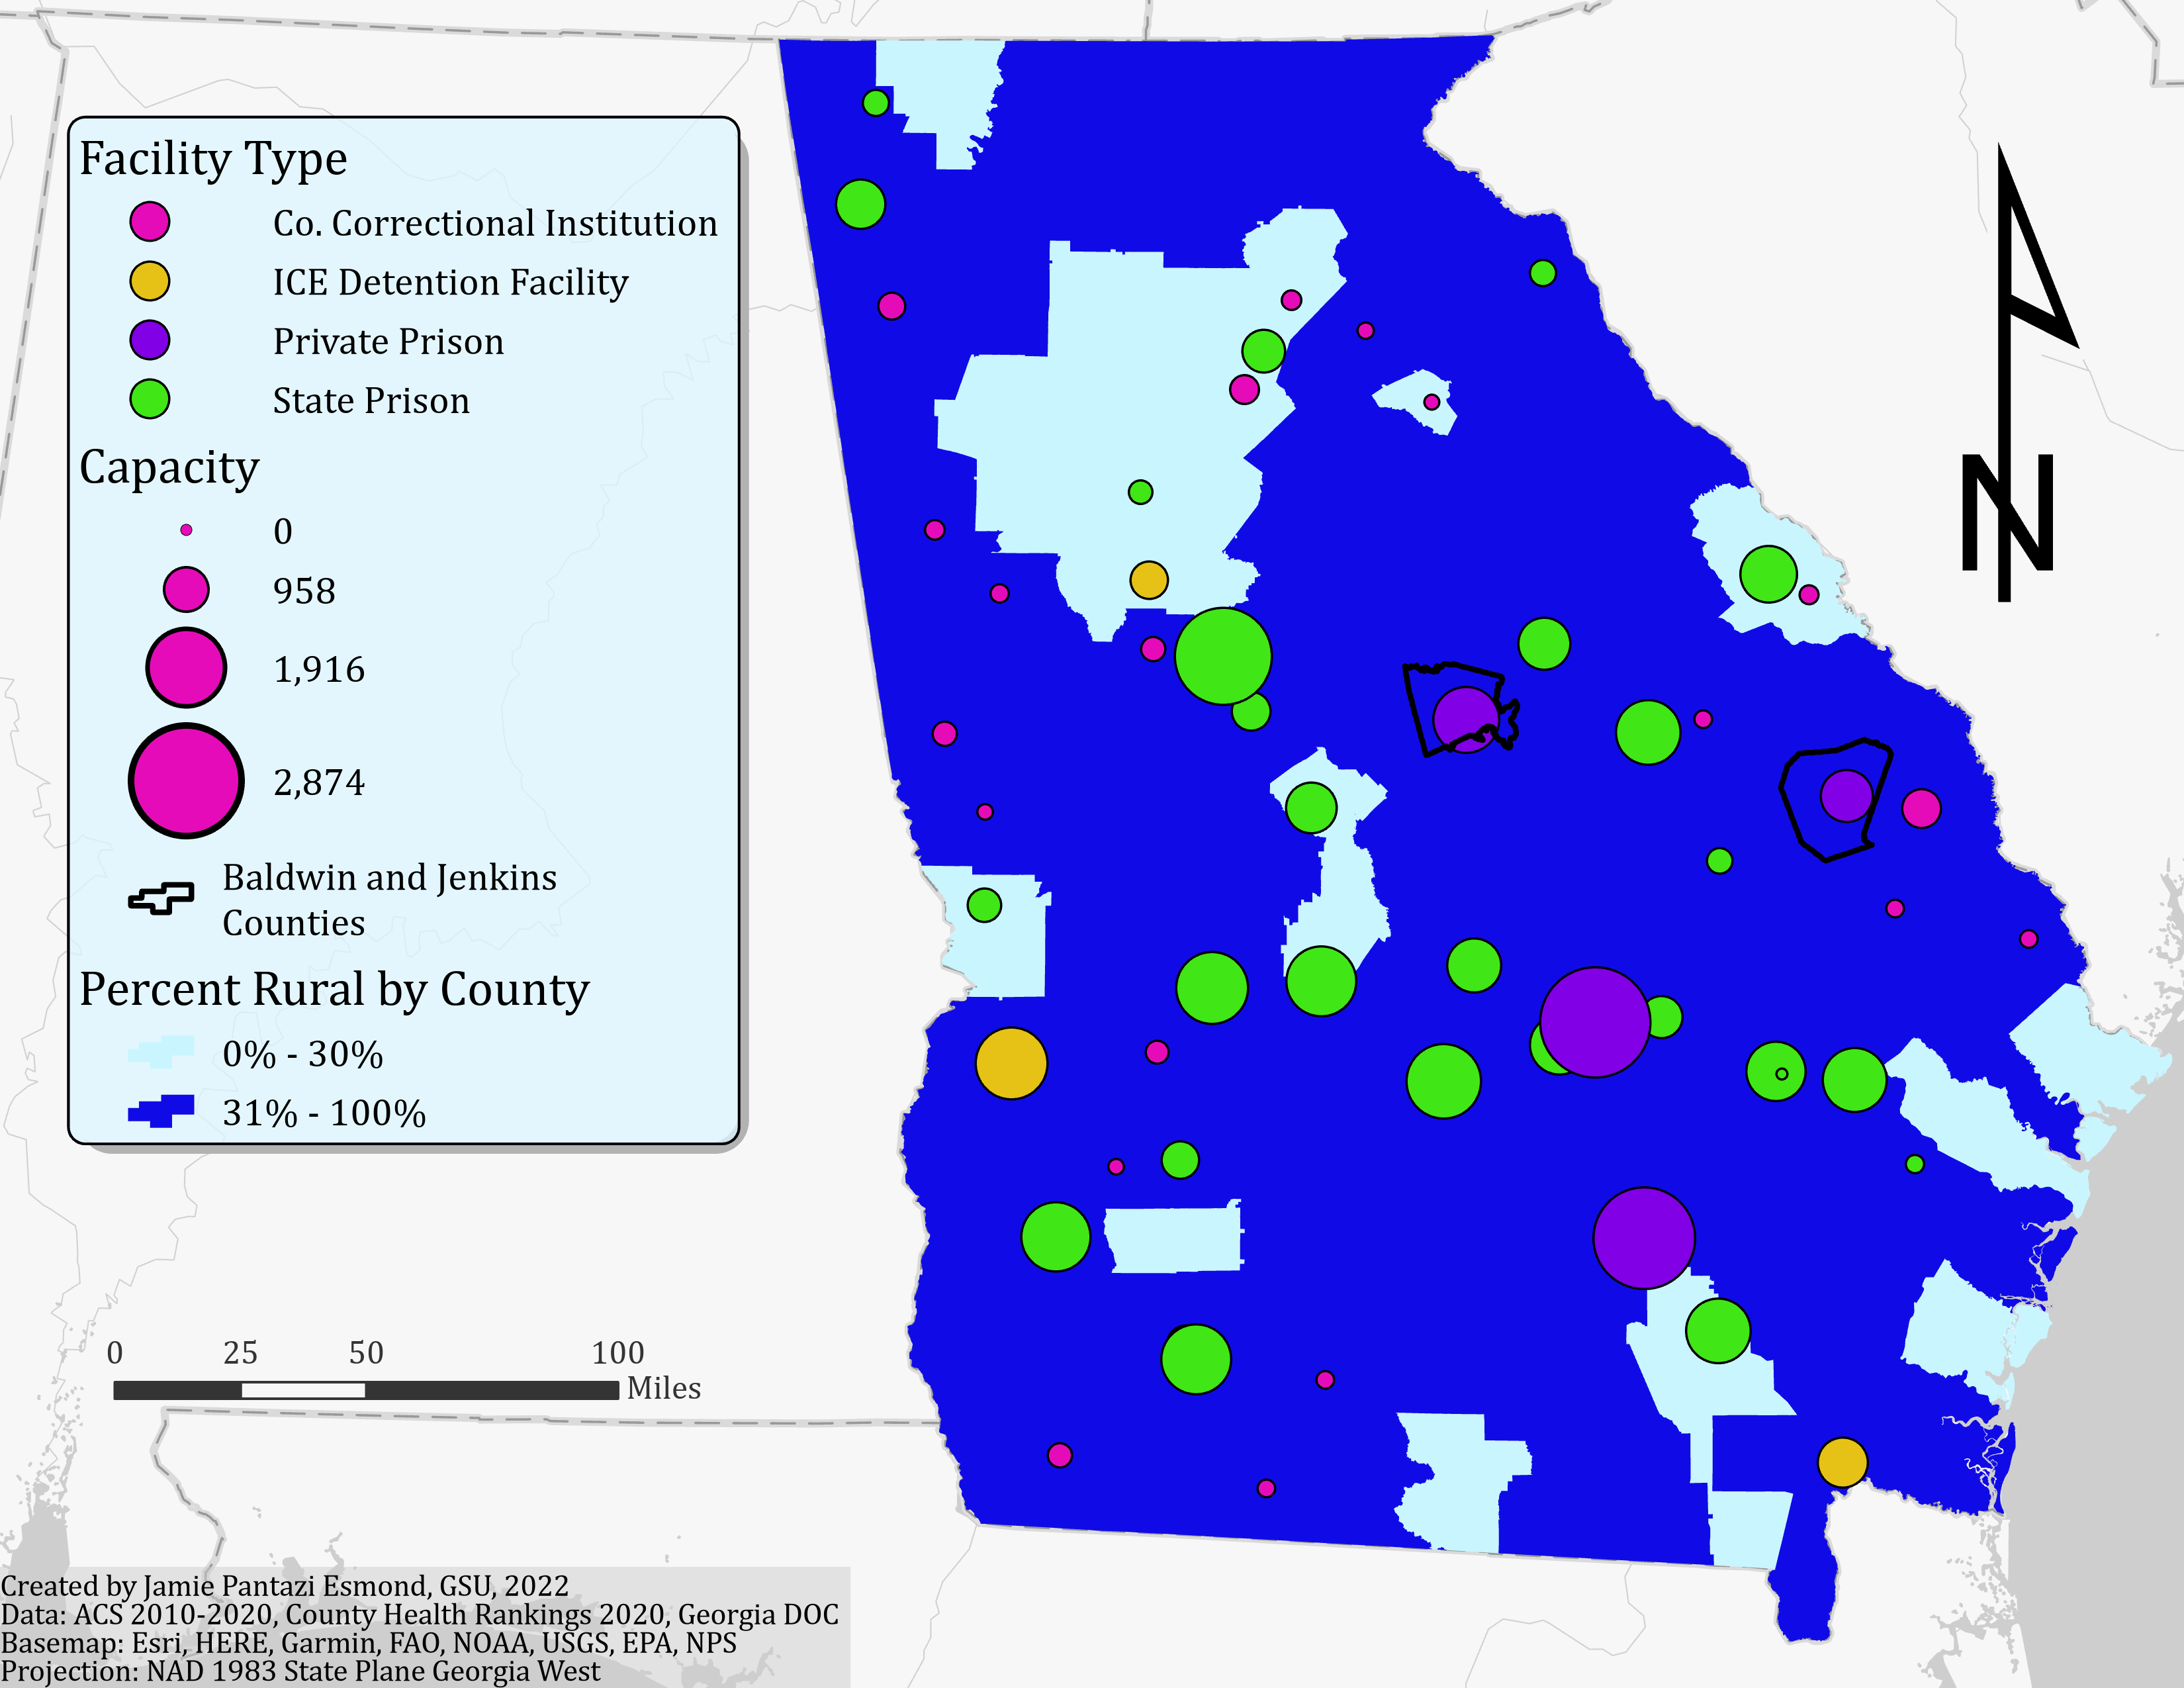 Facility Type
Co. Correctional Institution
ICE Detention Facility
Private Prison
State Prison
Capacity
0
958
1,916
2,874
Baldwin and Jenkins
Counties
Percent Rural by County
0% - 30%
31% - 100%
N
0 25 50 100
Miles
Created by Jamie Pantazi Esmond, GSU, 2022
Data: ACS 2010-2020, County Health Rankings 2020, Georgia DOC
Basemap: Esri, HERE, Garmin, FAO, NOAA, USGS, EPA, NPS
Projection: NAD 1983 State Plane Georgia West